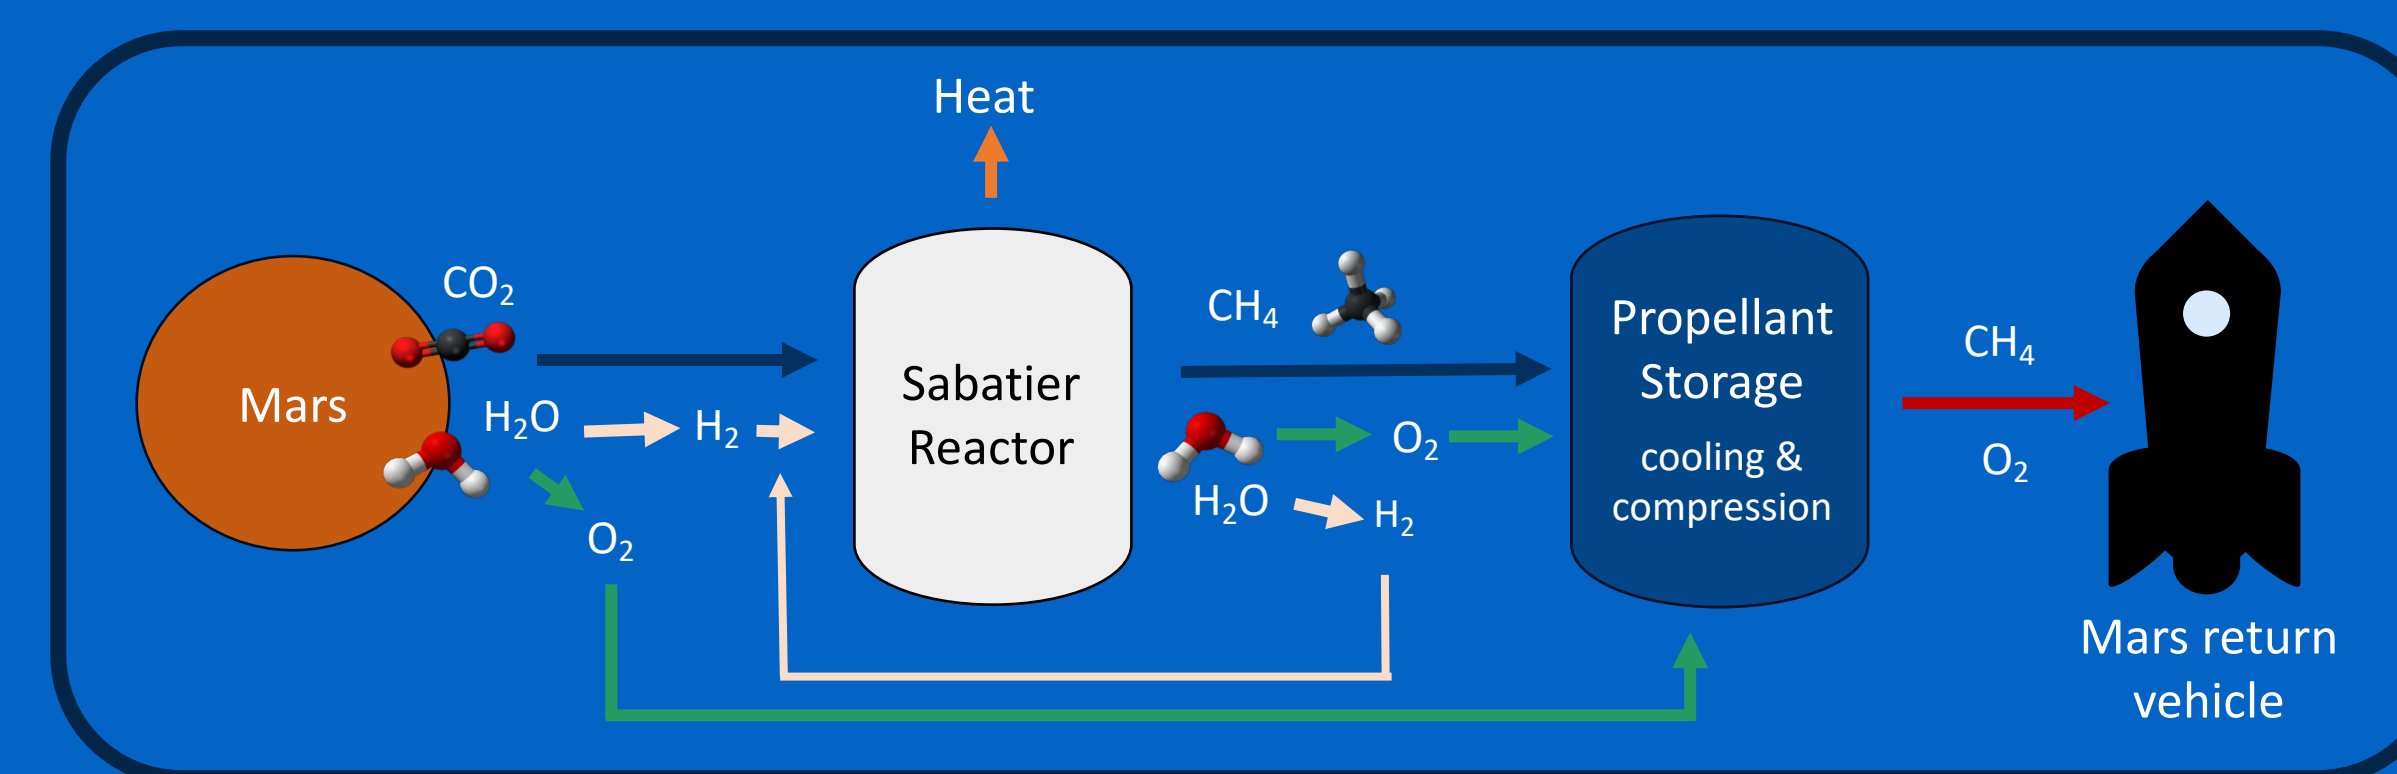 Heat
CO₂
Mars
H₂O
H₂
O₂
Sabatier
Reactor
CH₄
O₂
H₂O
H₂
Propellant
Storage
cooling &
compression
CH₄
O₂
Mars return
vehicle